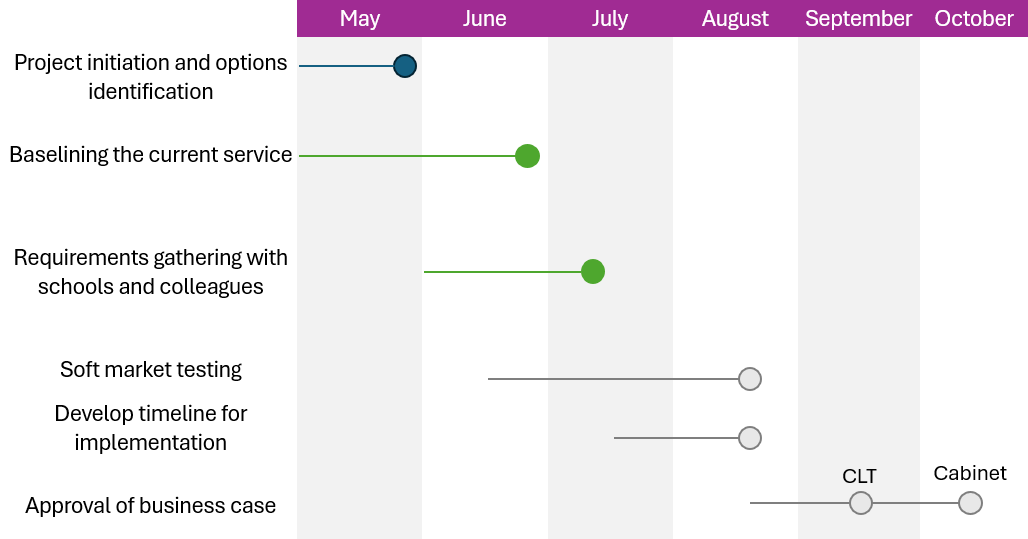 May June July August September October
Project initiation and options
identification
Baselining the current service
Requirements gathering with
schools and colleagues
Soft market testing
Develop timeline for
implementation
CLT Cabinet
Approval of business case